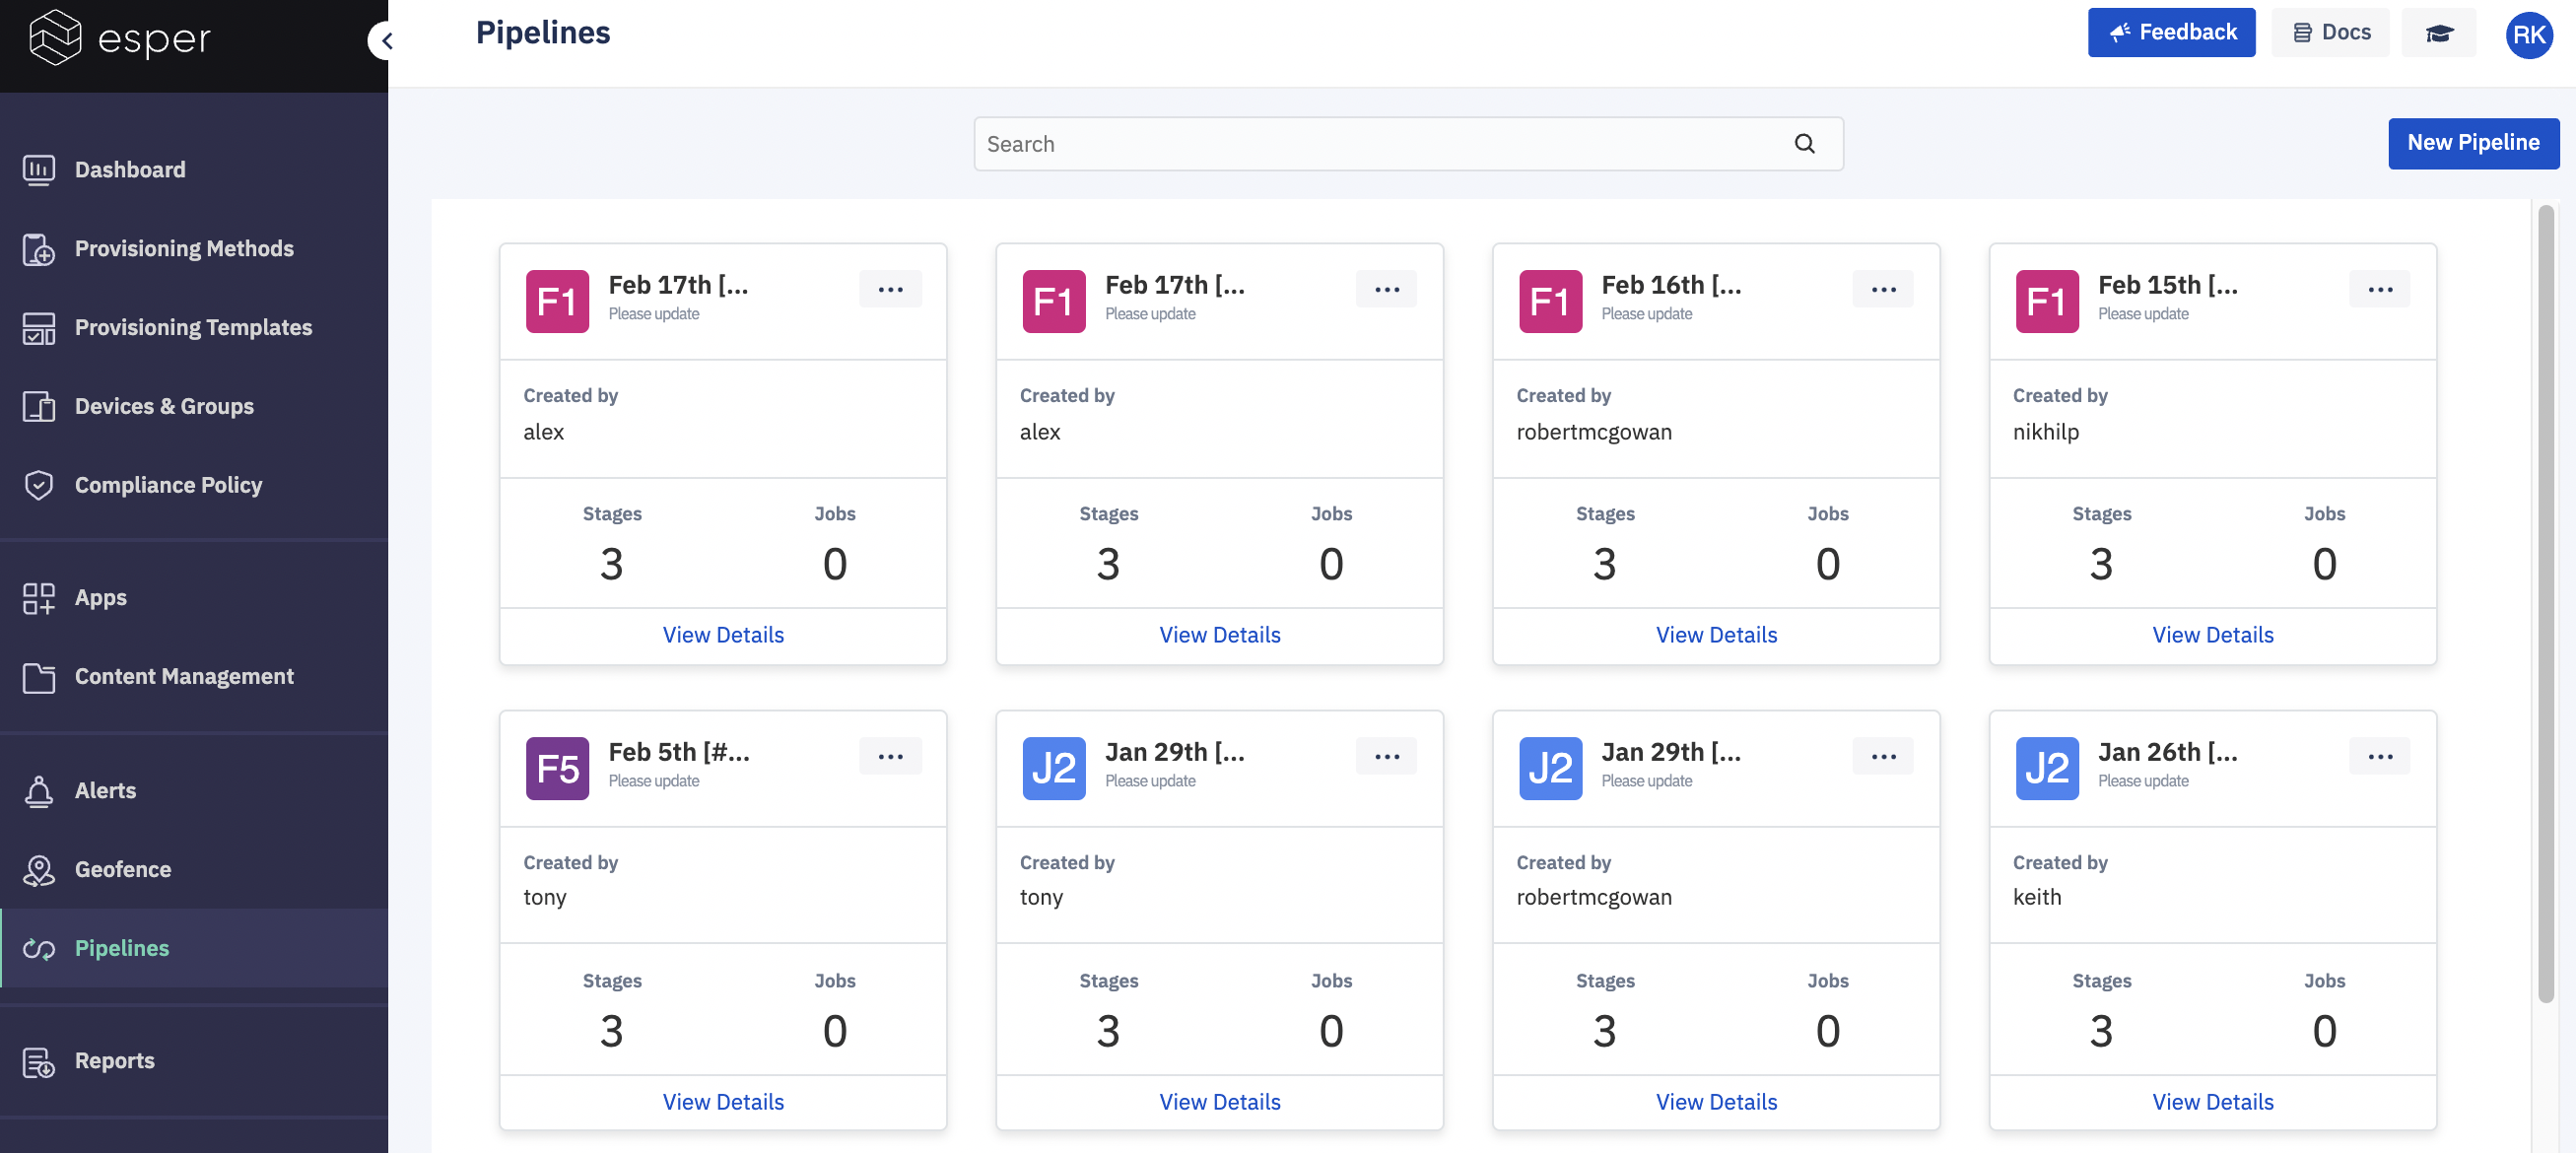 esper
Pipelines
Feedback
Docs
RK
Dashboard
Provisioning Methods
Provisioning Templates
Devices & Groups
Compliance Policy
Apps
Content Management
Alerts
Geofence
Pipelines
Reports
Search
New Pipeline
F1 Feb 17th [...
Please update
Created by
alex
Stages Jobs
3 0
View Details
F1 Feb 17th [...
Please update
Created by
alex
Stages Jobs
3 0
View Details
F1 Feb 16th [...
Please update
Created by
robertmcgowan
Stages Jobs
3 0
View Details
F1 Feb 15th [...
Please update
Created by
nikhilp
Stages Jobs
3 0
View Details
F5 Feb 5th [#...
Please update
Created by
tony
Stages Jobs
3 0
View Details
J2 Jan 29th [...
Please update
Created by
tony
Stages Jobs
3 0
View Details
J2 Jan 29th [...
Please update
Created by
robertmcgowan
Stages Jobs
3 0
View Details
J2 Jan 26th [...
Please update
Created by
keith
Stages Jobs
3 0
View Details